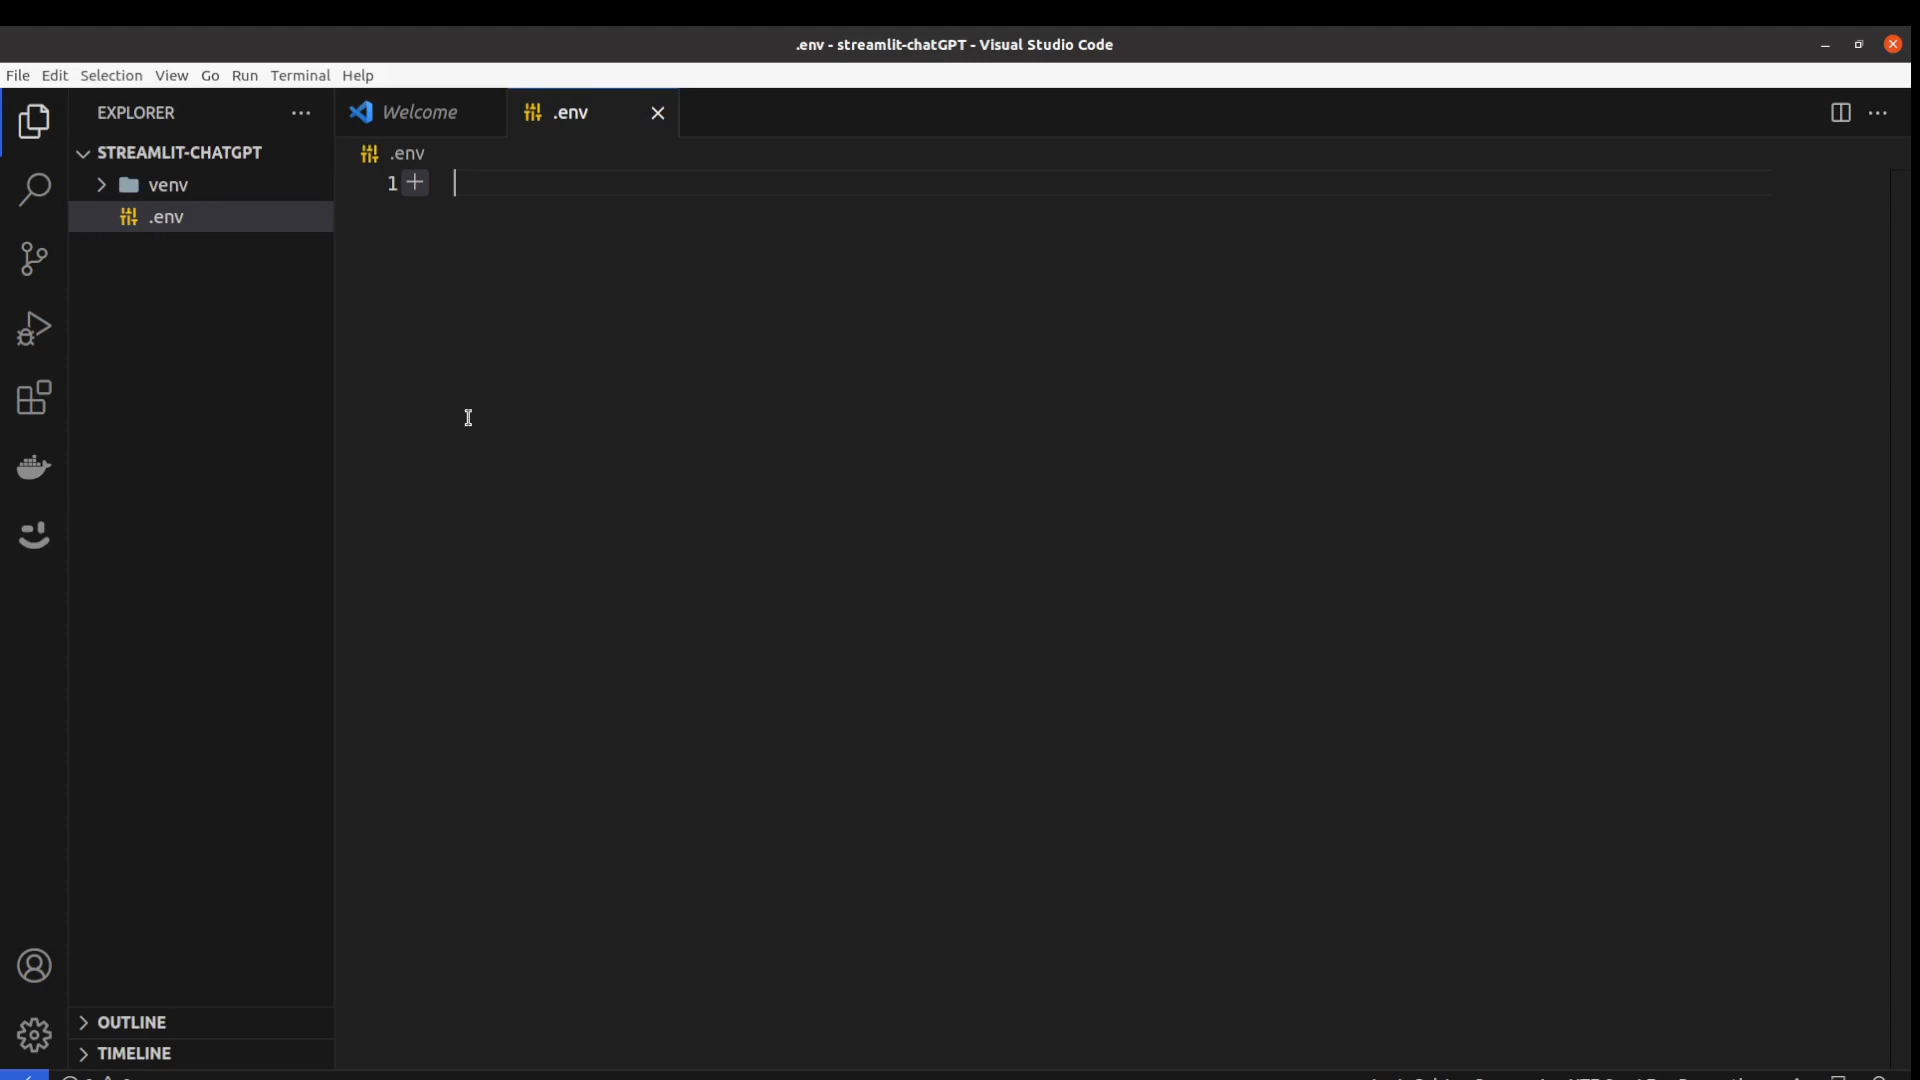 .env - streamlit-chatGPT - Visual Studio Code
File Edit Selection View Go Run Terminal Help
EXPLORER
Welcome
.env
STREAMLIT-CHATGPT
.env
venv
1
.env
OUTLINE
TIMELINE